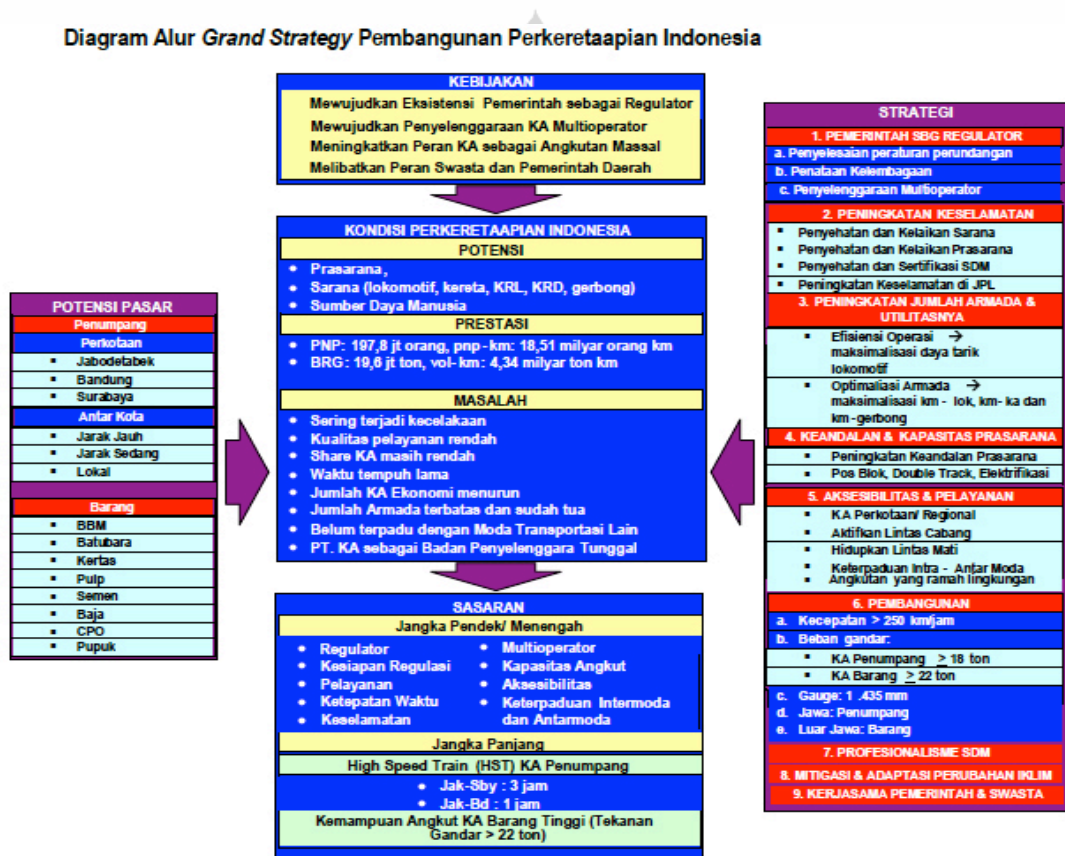 Diagram Alur Grand Strategy Pembangunan Perkeretaapian Indonesia
KEBIJAKAN
Mewujudkan Eksistensi Pemerintah sebagai Regulator
Mewujudkan Penyelenggaraan KA Multioperator
Meningkatkan Peran KA sebagai Angkutan Massal
Melibatkan Peran Swasta dan Pemerintah Daerah
POTENSI PASAR
Penumpang
Perkotaan
▪ Jabodetabek
▪ Bandung
▪ Surabaya
Antar Kota
▪ Jarak Jauh
▪ Jarak Sedang
▪ Lokal
Barang
▪ BBM
▪ Batubara
▪ Kertas
▪ Pulp
▪ Semen
▪ Baja
▪ CPO
▪ Pupuk
KONDISI PERKERETAAPIAN INDONESIA
POTENSI
• Prasarana,
• Sarana (lokomotif, kereta, KRL, KRD, gerbong)
• Sumber Daya Manusia
PRESTASI
• PNP: 197,8 jt orang, pnp-km: 18,51 milyar orang km
• BRG: 19,6 jt ton, vol-km: 4,34 milyar ton km
MASALAH
• Sering terjadi kecelakaan
• Kualitas pelayanan rendah
• Share KA masih rendah
• Waktu tempuh lama
• Jumlah KA Ekonomi menurun
• Jumlah Armada terbatas dan sudah tua
• Belum terpadu dengan Moda Transportasi Lain
• PT. KA sebagai Badan Penyelenggara Tunggal
SASARAN
Jangka Pendek/ Menengah
• Regulator
• Kesiapan Regulasi
• Pelayanan
• Ketepatan Waktu
• Keselamatan
• Multioperator
• Kapasitas Angkut
• Aksesibilitas
• Keterpaduan Intermoda
dan Antarmoda
Jangka Panjang
High Speed Train (HST) KA Penumpang
• Jak-Sby : 3 jam
• Jak-Bd : 1 jam
Kemampuan Angkut KA Barang Tinggi (Tekanan
Gandar > 22 ton)
STRATEGI
1. PEMERINTAH SBG REGULATOR
a. Penyelesaian peraturan perundangan
b. Penataan Kelembagaan
c. Penyelenggaraan Multioperator
2. PENINGKATAN KESELAMATAN
▪ Penyehatan dan Kelaikan Sarana
▪ Penyehatan dan Kelaikan Prasarana
▪ Penyehatan dan Sertifikasi SDM
▪ Peningkatan Keselamatan di JPL
3. PENINGKATAN JUMLAH ARMADA &
UTILITASNYA
▪ Efisiensi Operasi →
maksimalisasi daya tarik
lokomotif
▪ Optimaliasi Armada →
maksimalisasi km - lok, km-ka dan
km-gerbong
4. KEANDALAN & KAPASITAS PRASARANA
▪ Peningkatan Keandalan Prasarana
▪ Pos Blok, Double Track, Elektrifikasi
5. AKSESIBILITAS & PELAYANAN
▪ KA Perkotaan/ Regional
▪ Aktifkan Lintas Cabang
▪ Hidupkan Lintas Mati
▪ Keterpaduan Intra - Antar Moda
▪ Angkutan yang ramah lingkungan
6. PEMBANGUNAN
a. Kecepatan > 250 km/jam
b. Beban gandar:
▪ KA Penumpang ≥ 18 ton
▪ KA Barang ≥ 22 ton
c. Gauge: 1 .435 mm
d. Jawa: Penumpang
e. Luar Jawa: Barang
7. PROFESIONALISME SDM
8. MITIGASI & ADAPTASI PERUBAHAN IKLIM
9. KERJASAMA PEMERINTAH & SWASTA